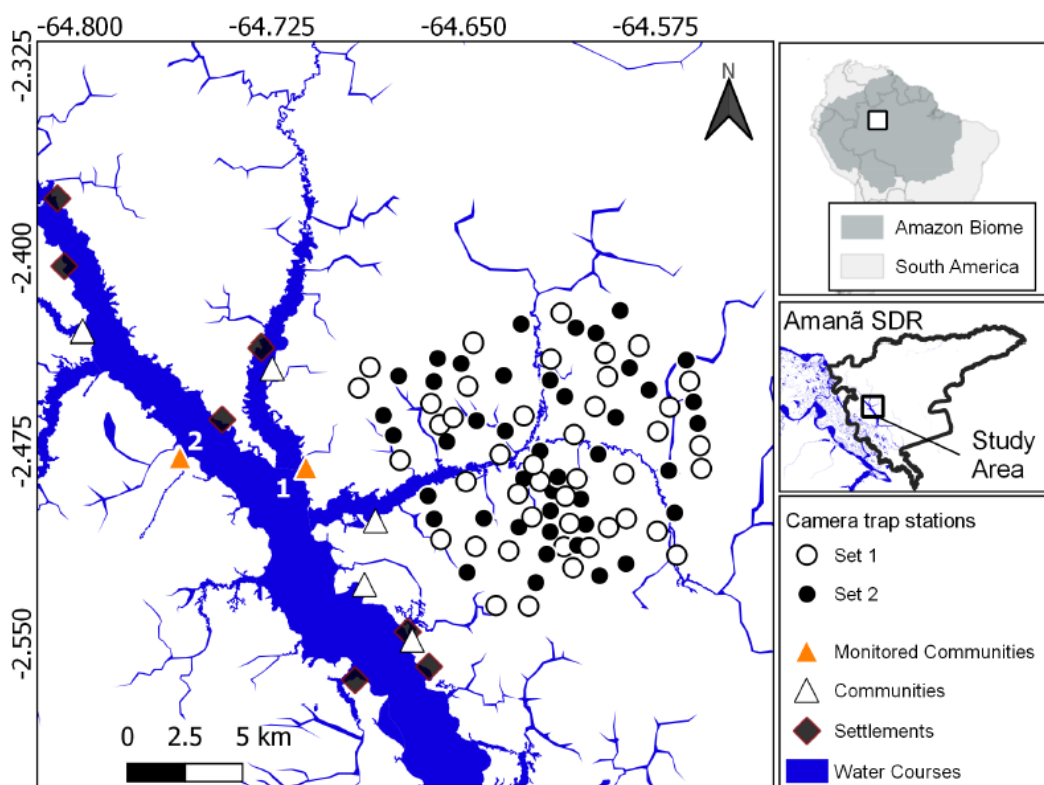 -64.800 -64.725 -64.650 -64.575
-2.325
-2.400
-2.475
-2.550
N
2
1
0 2.5 5 km
Amazon Biome
South America
Amanã SDR
Study
Area
Camera trap stations
Set 1
Set 2
Monitored Communities
Communities
Settlements
Water Courses